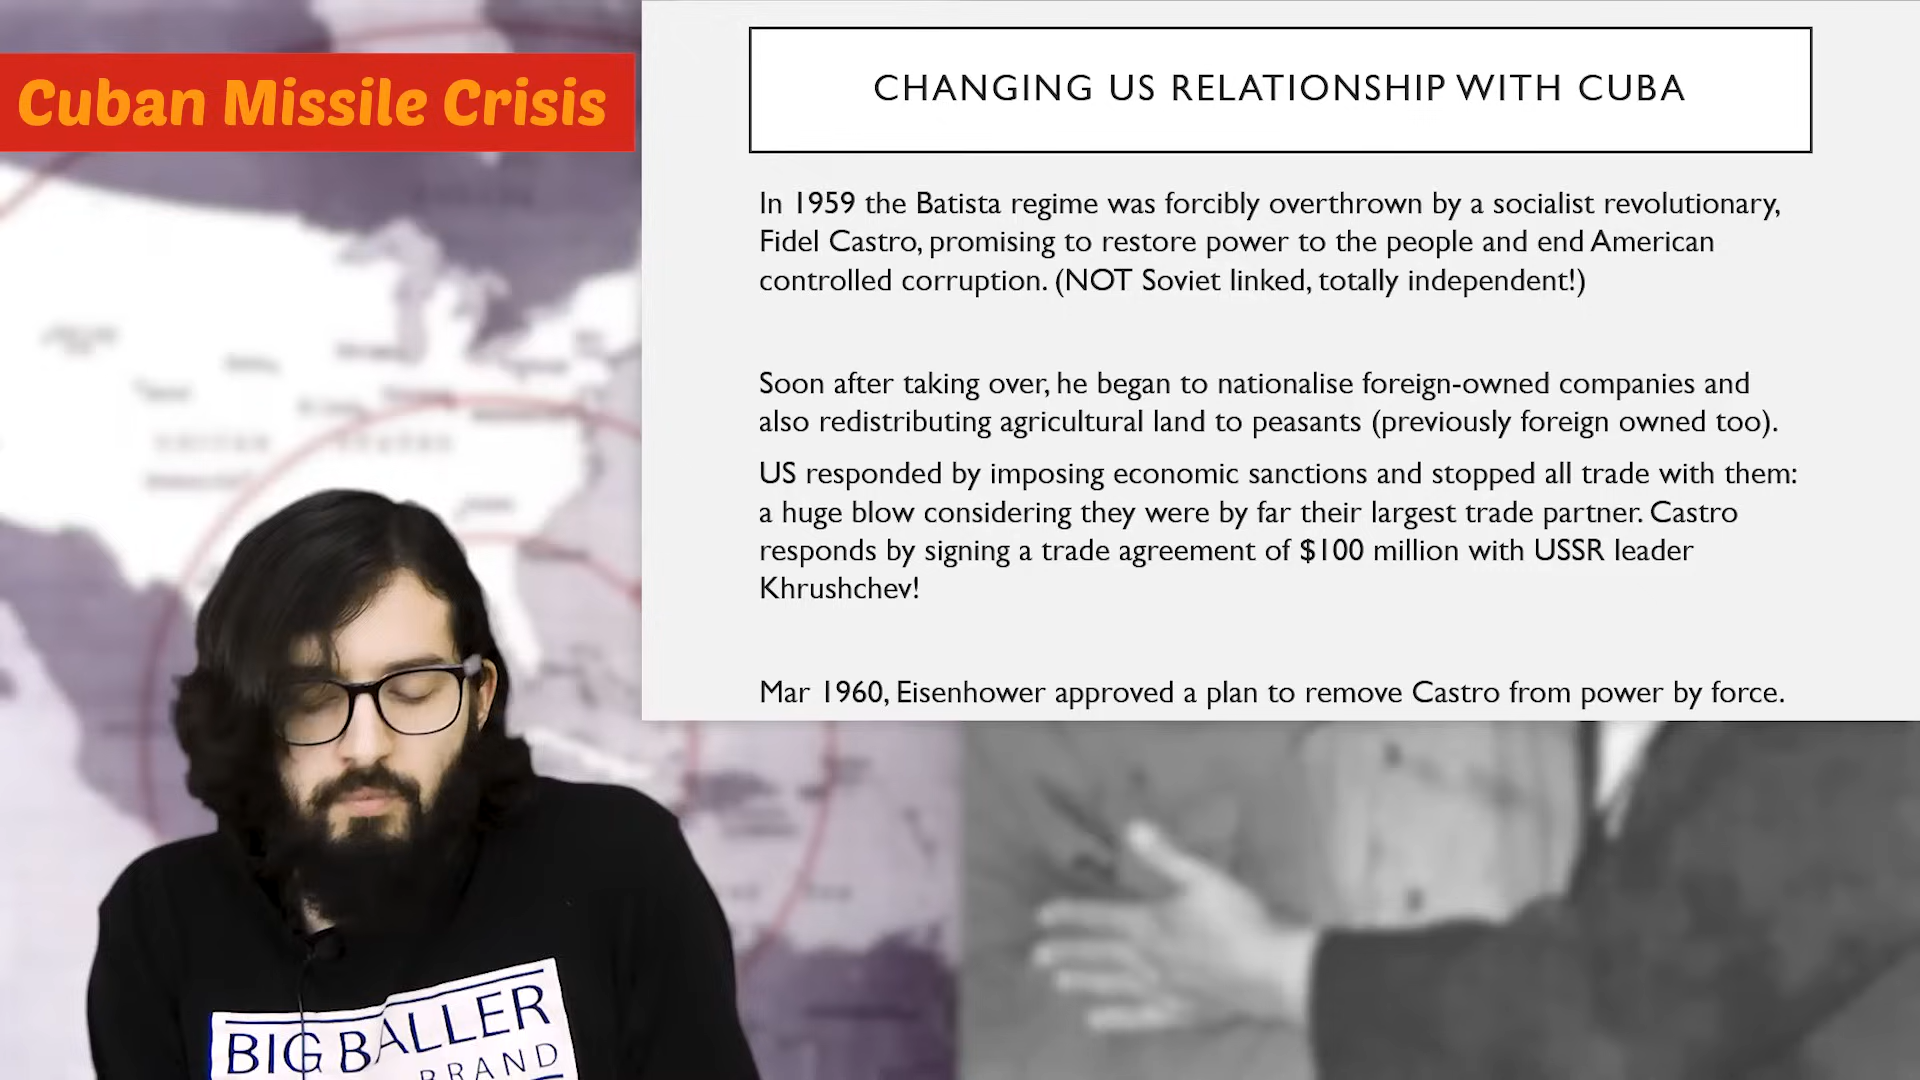 Cuban Missile Crisis
CHANGING US RELATIONSHIP WITH CUBA
In 1959 the Batista regime was forcibly overthrown by a socialist revolutionary,
Fidel Castro, promising to restore power to the people and end American
controlled corruption. (NOT Soviet linked, totally independent!)
Soon after taking over, he began to nationalise foreign-owned companies and
also redistributing agricultural land to peasants (previously foreign owned too).
US responded by imposing economic sanctions and stopped all trade with them:
a huge blow considering they were by far their largest trade partner. Castro
responds by signing a trade agreement of $100 million with USSR leader
Khrushchev!
Mar 1960, Eisenhower approved a plan to remove Castro from power by force.
BIG BALLER
BRAND